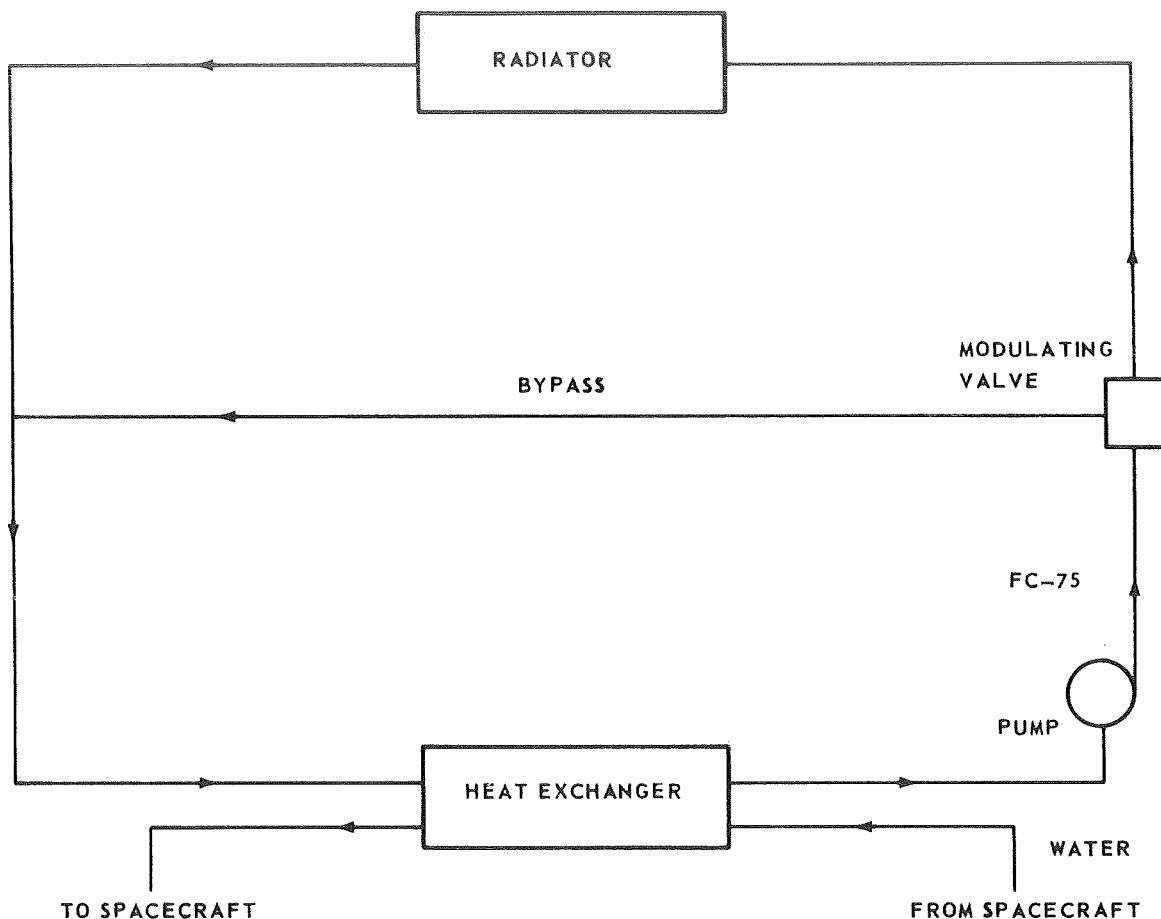 RADIATOR
MODULATING
VALVE
BYPASS
FC-75
PUMP
HEAT EXCHANGER
WATER
TO SPACECRAFT
FROM SPACECRAFT